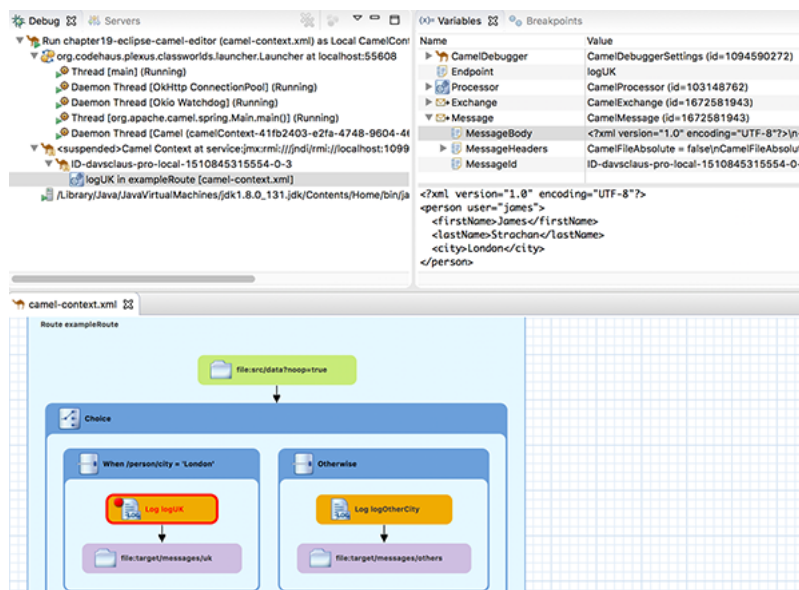 Debug
Servers
Run chapter19-eclipse-camel-editor (camel-context.xml) as Local CamelCont
org.codehaus.plexus.classworlds.launcher.Launcher at localhost:55608
Thread [main] (Running)
Daemon Thread [OkHttp ConnectionPool] (Running)
Daemon Thread [Okio Watchdog] (Running)
Thread [org.apache.camel.spring.Main.main()] (Running)
Daemon Thread [Camel (camelContext-41fb2403-e2fa-4748-9604-4
<suspended>Camel Context at service:jmx:rmi:///jndi/rmi://localhost:1099
ID-davsclaus-pro-local-1510845315554-0-3
logUK in exampleRoute [camel-context.xml]
/Library/Java/JavaVirtualMachines/jdk1.8.0_131.jdk/Contents/Home/bin/ja
(x)= Variables
Breakpoints
Name Value
CamelDebugger CamelDebuggerSettings (id=1094590272)
Endpoint logUK
Processor CamelProcessor (id=103148762)
Exchange CamelExchange (id=1672581943)
Message CamelMessage (id=1672581943)
MessageBody <?xml version="1.0" encoding="UTF-8"?>\n
MessageHeaders CamelFileAbsolute = false\nCamelFileAbsolu
MessageId ID-davsclaus-pro-local-1510845315554-0-
<?xml version="1.0" encoding="UTF-8"?>
<person user="james">
<firstName>James</firstName>
<lastName>Strachan</lastName>
<city>London</city>
</person>
camel-context.xml
Route exampleRoute
file:src/data?noop=true
Choice
When /person/city = 'London'
Otherwise
Log logUK
Log logOtherCity
file:target/messages/uk
file:target/messages/others